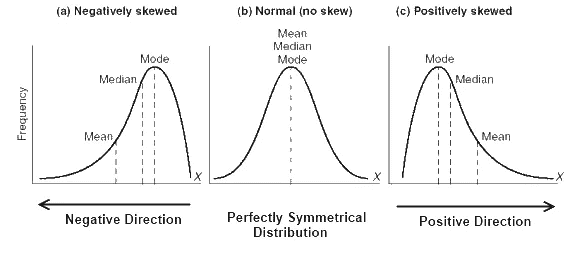 (a) Negatively skewed
(b) Normal (no skew)
(c) Positively skewed
Frequency
Mean
Median
Mode
X
Mean
Median
Mode
X
Mode
Median
Mean
X
Negative Direction
Perfectly Symmetrical
Distribution
Positive Direction